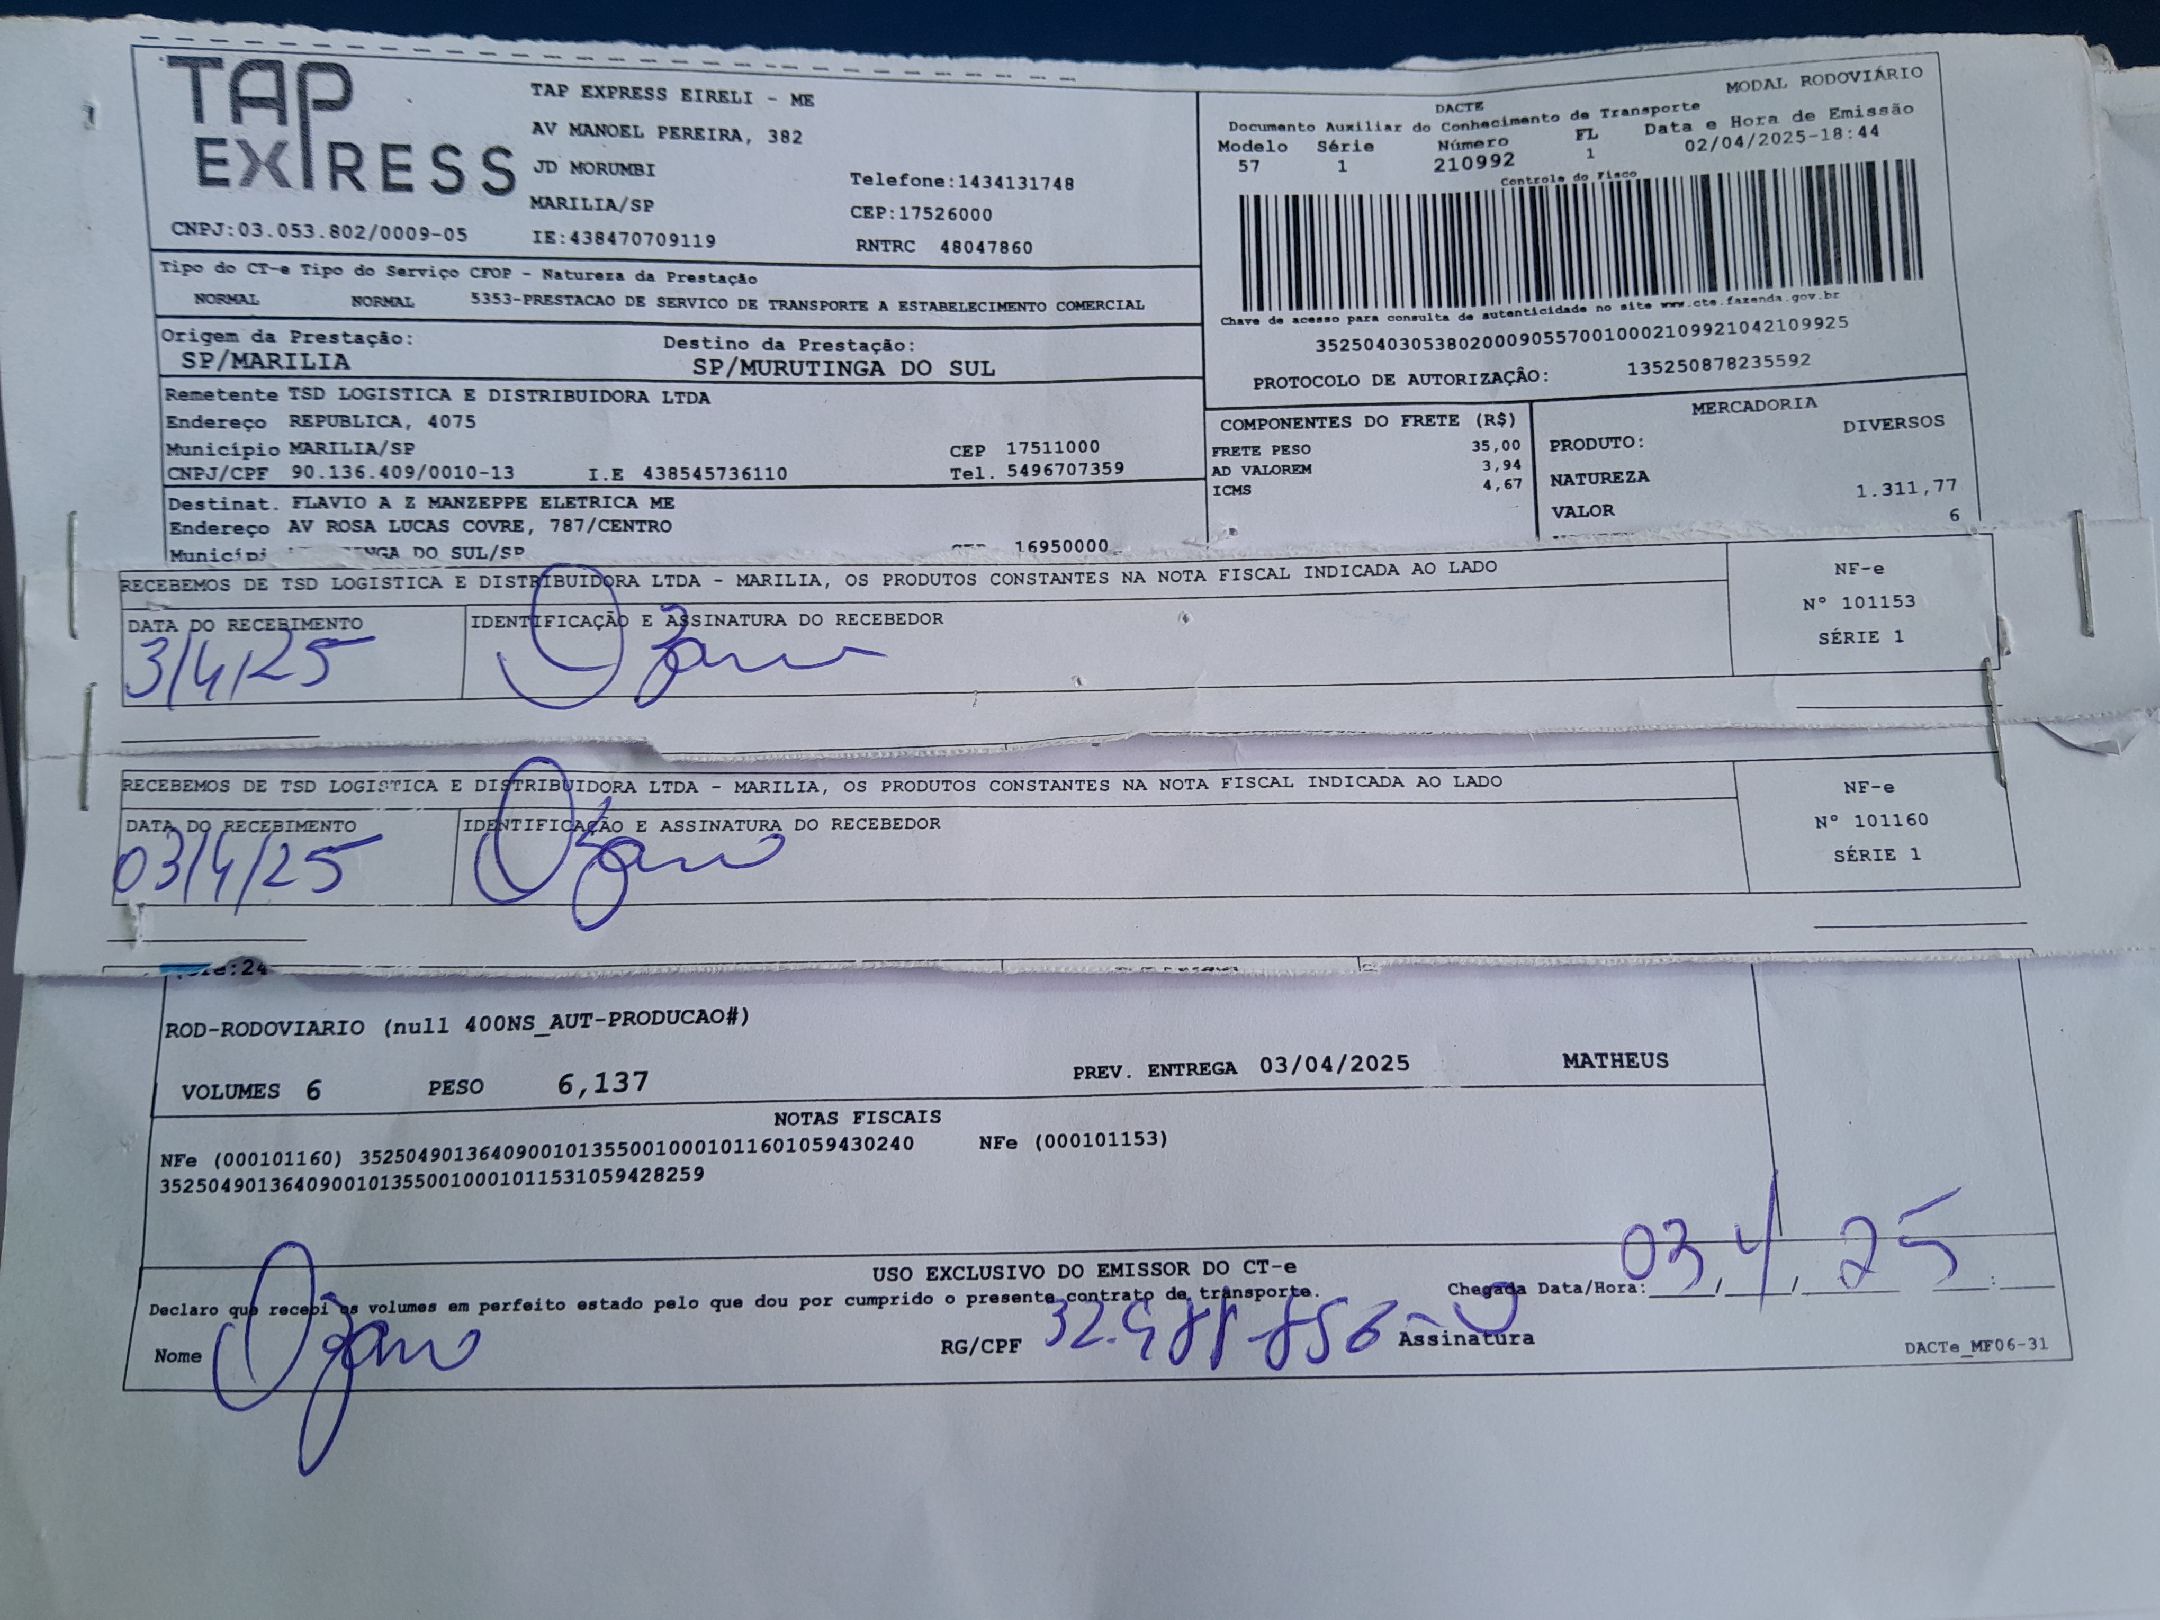 TAP EXPRESS
TAP EXPRESS EIRELI - ME
AV MANOEL PEREIRA, 382
JD MORUMBI
Telefone:1434131748
MARILIA/SP
CEP:17526000
CNPJ:03.053.802/0009-05
IE:438470709119
RNTRC 48047860
MODAL RODOVIÁRIO
DACTE
Documento Auxiliar do Conhecimento de Transporte
Modelo Série Número FL Data e Hora de Emissão
57 1 210992 1 02/04/2025-18:44
Controle do Fisco
Chave de acesso para consulta de autenticidade no site www.cte.fazenda.gov.br
35250403053802000905570010002109921042109925
PROTOCOLO DE AUTORIZAÇÃO: 135250878235592
Tipo do CT-e Tipo do Serviço CFOP - Natureza da Prestação
NORMAL NORMAL 5353-PRESTACAO DE SERVICO DE TRANSPORTE A ESTABELECIMENTO COMERCIAL
Origem da Prestação: Destino da Prestação:
SP/MARILIA SP/MURUTINGA DO SUL
Remetente TSD LOGISTICA E DISTRIBUIDORA LTDA
Endereço REPUBLICA, 4075
Município MARILIA/SP CEP 17511000
CNPJ/CPF 90.136.409/0010-13 I.E 438545736110 Tel. 5496707359
Destinat. FLAVIO A Z MANZEPPE ELETRICA ME
Endereço AV ROSA LUCAS COVRE, 787/CENTRO
DO SUL/SP 16950000
COMPONENTES DO FRETE (R$)
FRETE PESO 35,00
AD VALOREM 3,94
ICMS 4,67
MERCADORIA
PRODUTO: DIVERSOS
NATUREZA
VALOR 1.311,77
6
RECEBEMOS DE TSD LOGISTICA E DISTRIBUIDORA LTDA - MARILIA, OS PRODUTOS CONSTANTES NA NOTA FISCAL INDICADA AO LADO
NF-e
Nº 101153
SÉRIE 1
DATA DO RECEBIMENTO IDENTIFICAÇÃO E ASSINATURA DO RECEBEDOR
3/4/25
RECEBEMOS DE TSD LOGISTICA E DISTRIBUIDORA LTDA - MARILIA, OS PRODUTOS CONSTANTES NA NOTA FISCAL INDICADA AO LADO
NF-e
Nº 101160
SÉRIE 1
DATA DO RECEBIMENTO IDENTIFICAÇÃO E ASSINATURA DO RECEBEDOR
03/4/25
ROD-RODOVIARIO (null 400NS_AUT-PRODUCAO#)
VOLUMES 6 PESO 6,137 PREV. ENTREGA 03/04/2025 MATHEUS
NOTAS FISCAIS
NFe (000101160) 35250490136409001013550010001011601059430240 NFe (000101153)
35250490136409001013550010001011531059428259
USO EXCLUSIVO DO EMISSOR DO CT-e
Declaro que recebi os volumes em perfeito estado pelo que dou por cumprido o presente contrato de transporte.
Chegada Data/Hora: 03/4/25
Nome RG/CPF Assinatura
DACTe_MF06-31